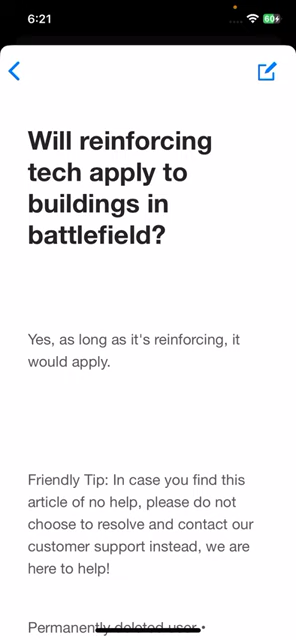 6:21
60
Will reinforcing
tech apply to
buildings in
battlefield?
Yes, as long as it's reinforcing, it
would apply.
Friendly Tip: In case you find this
article of no help, please do not
choose to resolve and contact our
customer support instead, we are
here to help!
Permanently deleted user •